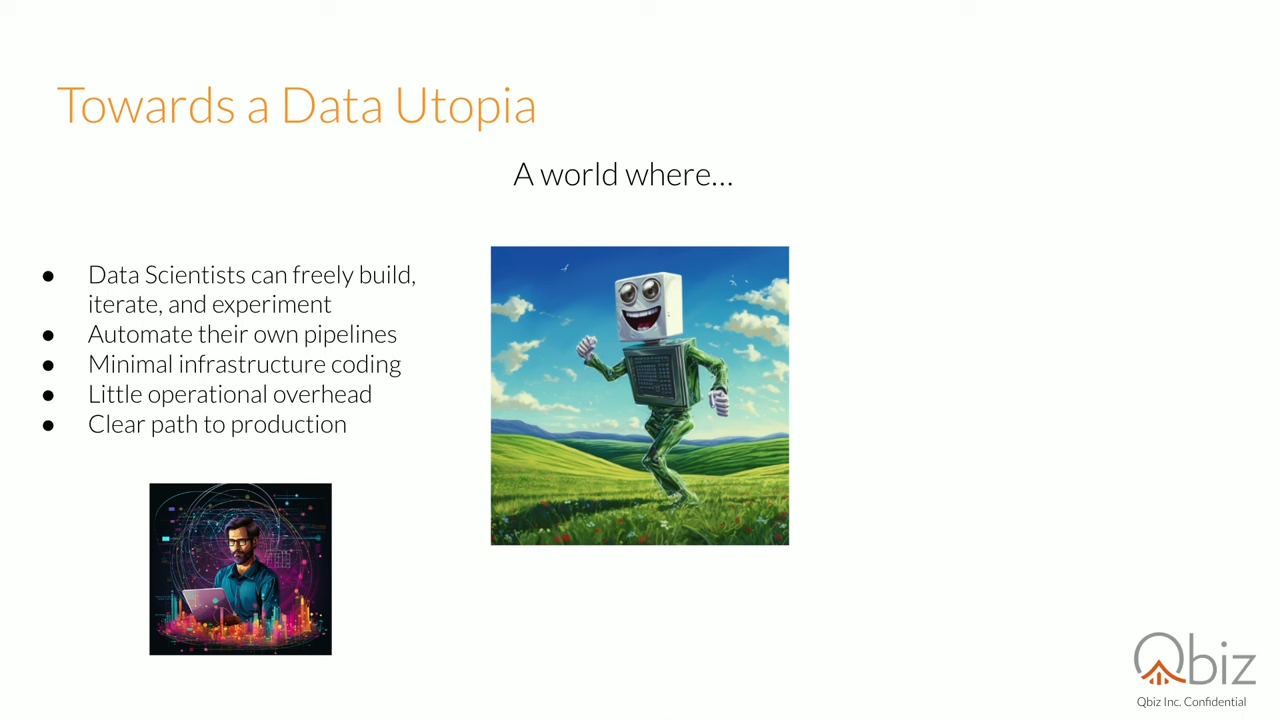 Towards a Data Utopia
A world where...
● Data Scientists can freely build,
iterate, and experiment
● Automate their own pipelines
● Minimal infrastructure coding
● Little operational overhead
● Clear path to production
Qbiz
Qbiz Inc. Confidential